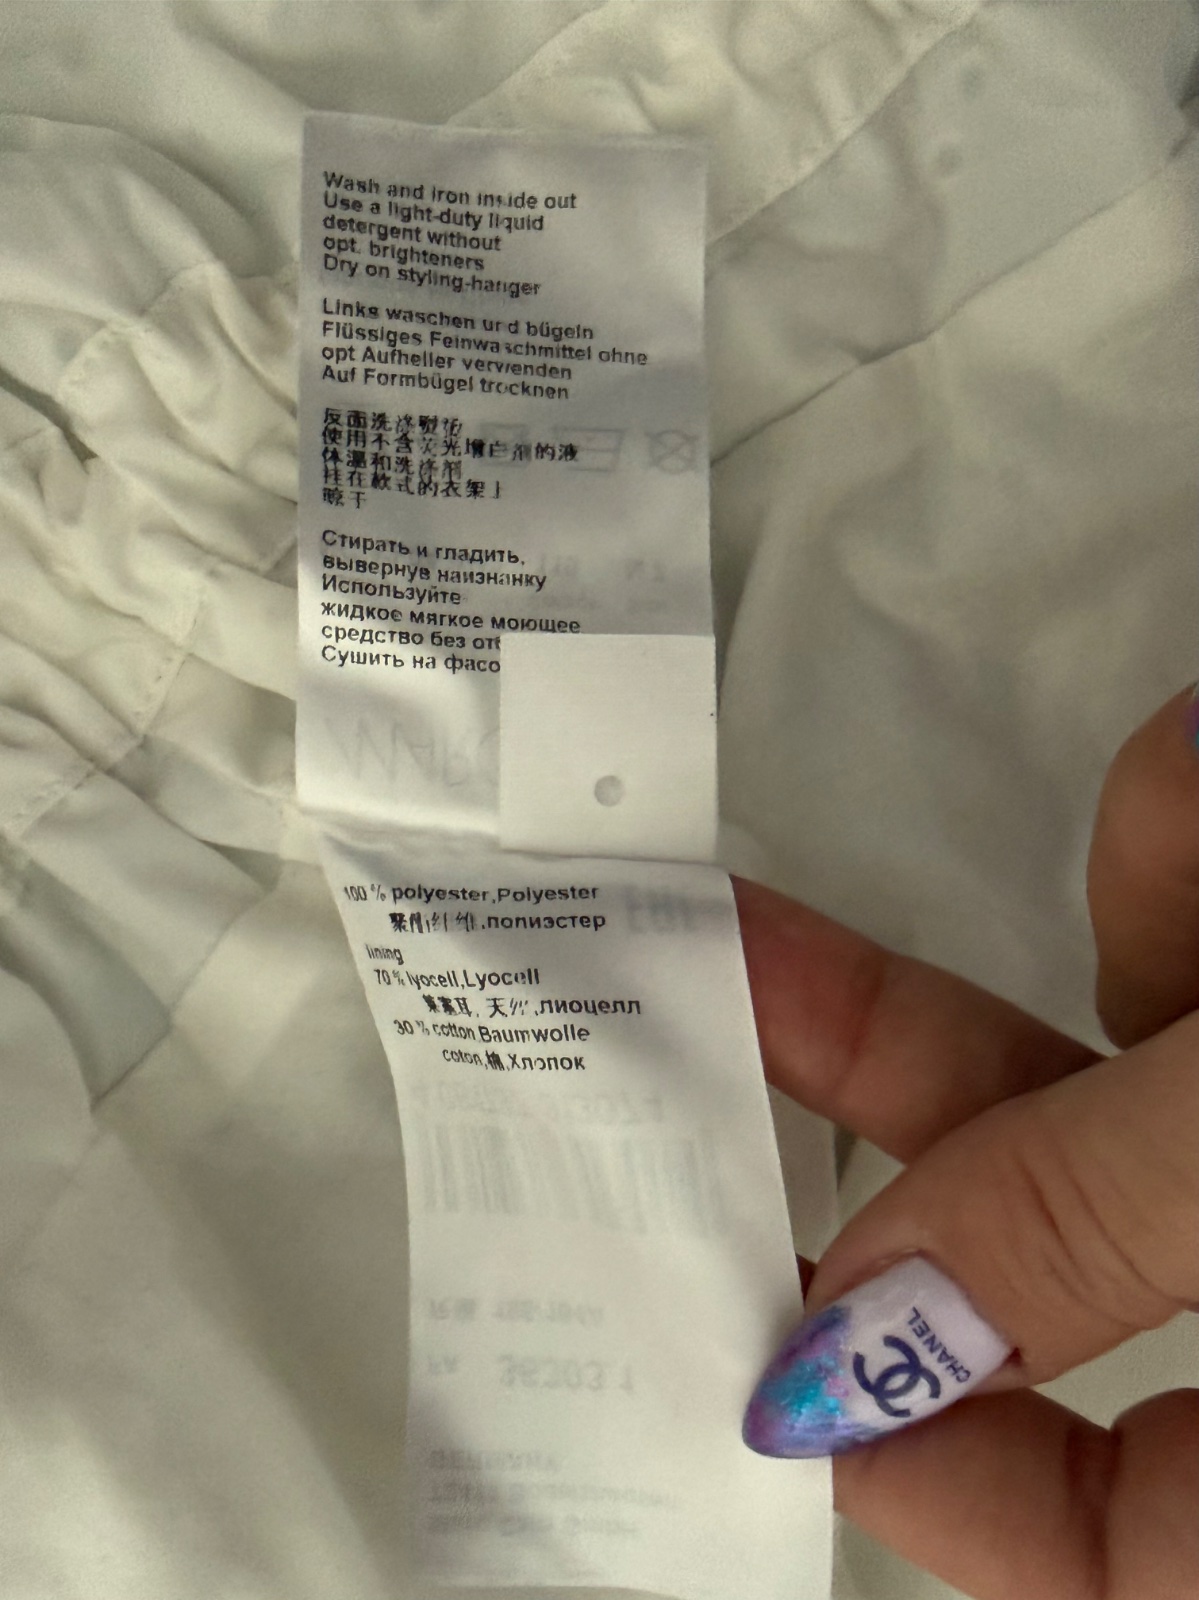 Wash and iron inside out
Use a light-duty liquid
detergent without
opt. brighteners
Dry on styling-hanger
Links waschen und bügeln
Flüssiges Feinwaschmittel ohne
opt Aufheller verwenden
Auf Formbügel trocknen
反面洗涤熨烫
使用不含荧光增白剂的液
体温和洗涤剂
挂在款式的衣架上
晾干
Стирать и гладить,
вывернув наизнанку
Используйте
жидкое мягкое моющее
средство без
Сушить на
100 % polyester,Polyester
聚酯纤维,полиэстер
lining
70 % lyocell,Lyocell
莱赛耳, 天丝,лиоцелл
30 % cotton,Baumwolle
coton,棉,Хлопок
CHANEL